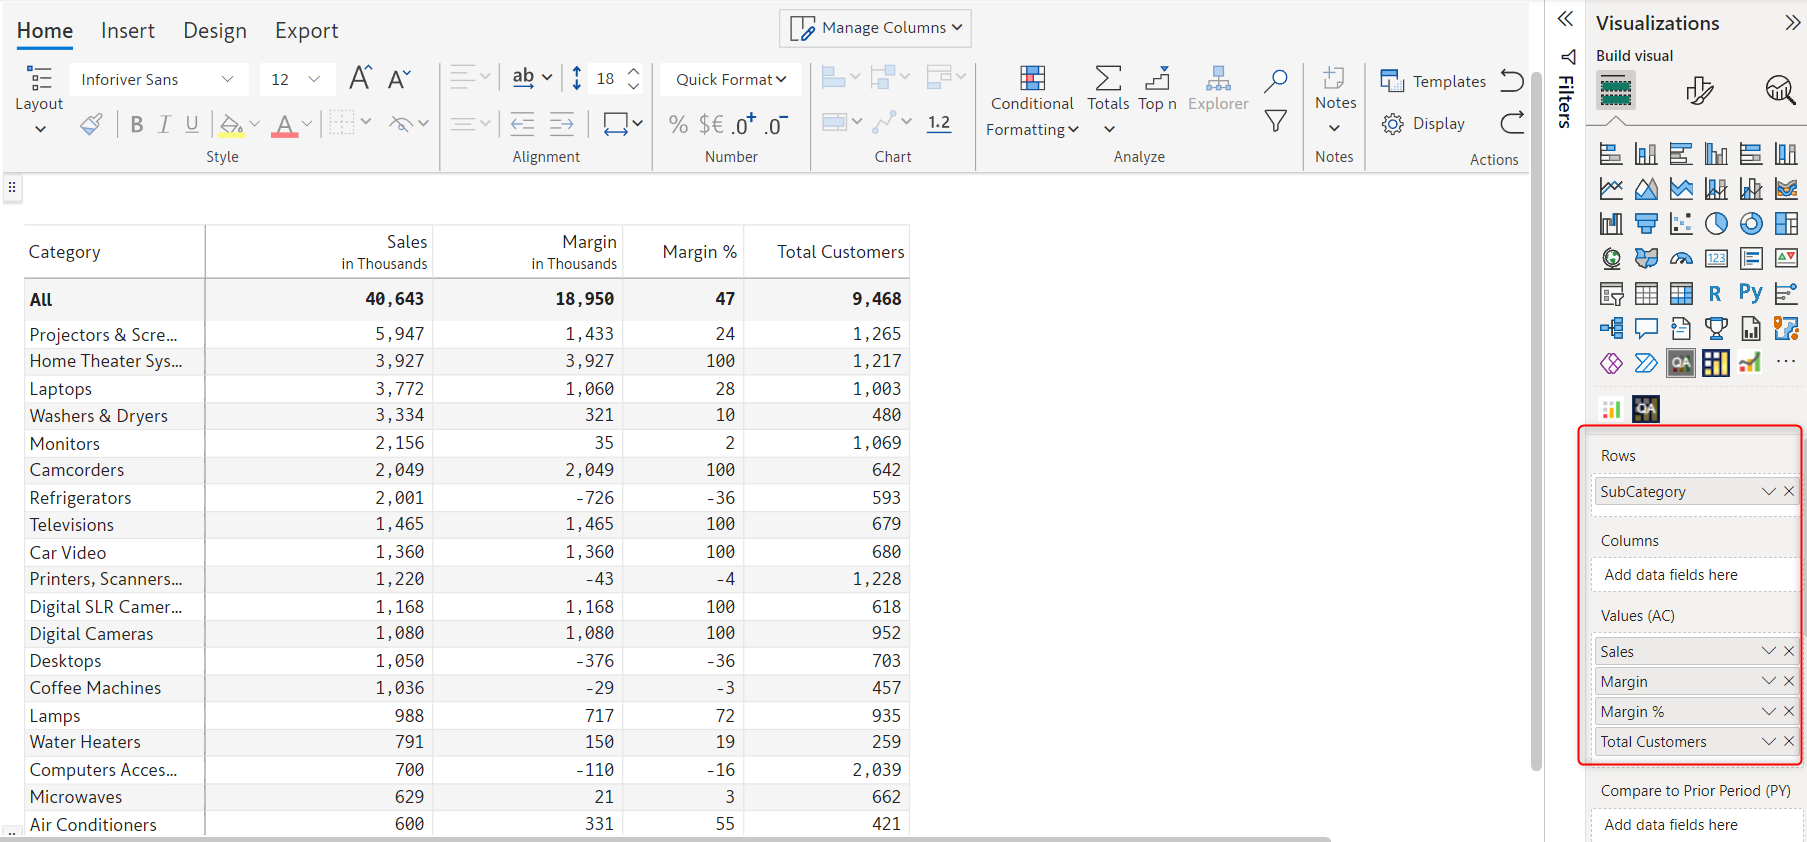 Home Insert Design Export
Manage Columns
Visualizations
Build visual
Filters
Layout
Inforiver Sans
12
A A
B I U
A
Style
ab
18
Alignment
Quick Format
% $€ .0 .0
Number
1.2
Chart
Conditional Formatting
Totals
Top n
Explorer
Analyze
Notes
Notes
Templates
Display
Actions
Category Sales in Thousands Margin in Thousands Margin % Total Customers
All 40,643 18,950 47 9,468
Projectors & Scre... 5,947 1,433 24 1,265
Home Theater Sys... 3,927 3,927 100 1,217
Laptops 3,772 1,060 28 1,003
Washers & Dryers 3,334 321 10 480
Monitors 2,156 35 2 1,069
Camcorders 2,049 2,049 100 642
Refrigerators 2,001 -726 -36 593
Televisions 1,465 1,465 100 679
Car Video 1,360 1,360 100 680
Printers, Scanners... 1,220 -43 -4 1,228
Digital SLR Camer... 1,168 1,168 100 618
Digital Cameras 1,080 1,080 100 952
Desktops 1,050 -376 -36 703
Coffee Machines 1,036 -29 -3 457
Lamps 988 717 72 935
Water Heaters 791 150 19 259
Computers Acces... 700 -110 -16 2,039
Microwaves 629 21 3 662
Air Conditioners 600 331 55 421
123
R Py
QA
QA
Rows
SubCategory
Columns
Add data fields here
Values (AC)
Sales
Margin
Margin %
Total Customers
Compare to Prior Period (PY)
Add data fields here